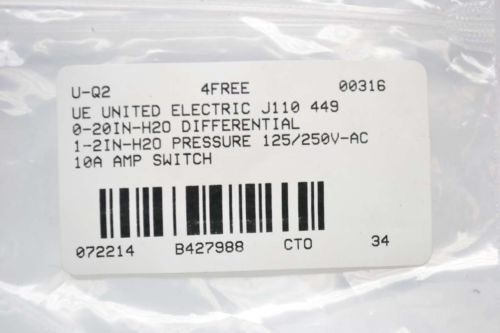 U-Q2 4FREE 00316
UE UNITED ELECTRIC J110 449
0-20IN-H2O DIFFERENTIAL
1-2IN-H2O PRESSURE 125/250V-AC
10A AMP SWITCH
072214 B427988 CTO 34